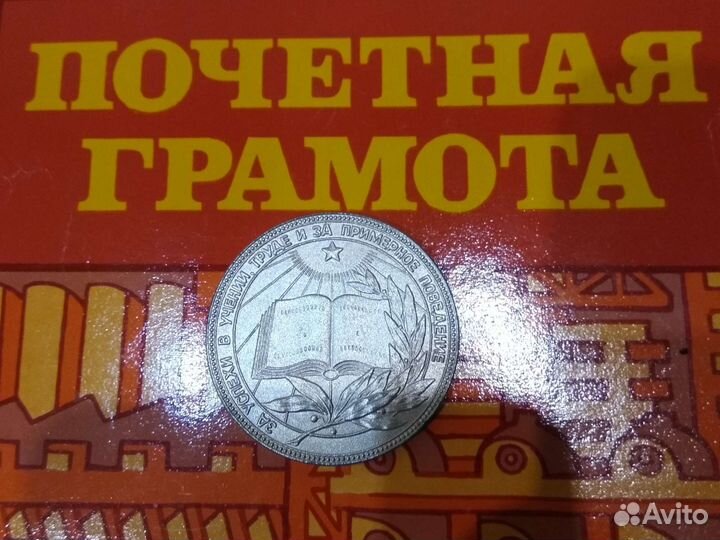 ПОЧЕТНАЯ
ГРАМОТА
ЗА УСПЕХИ В УЧЕНИИ ТРУДЕ И ЗА ПРИМЕРНОЕ ПОВЕДЕНИЕ
Avito